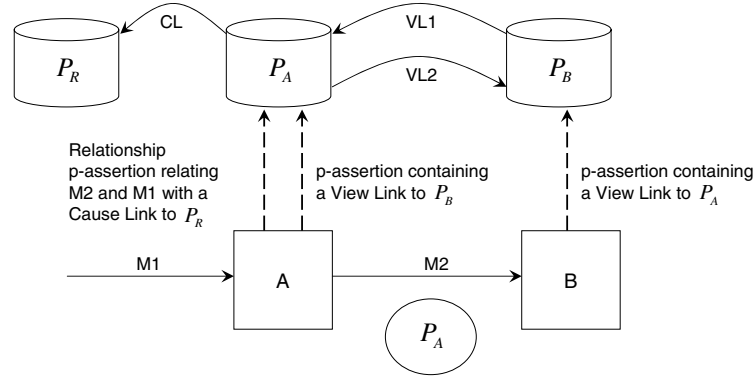 CL
VL1
P_R
P_A
P_B
VL2
Relationship
p-assertion relating
M2 and M1 with a
Cause Link to P_R
p-assertion containing
a View Link to P_B
p-assertion containing
a View Link to P_A
M1
A
M2
B
P_A